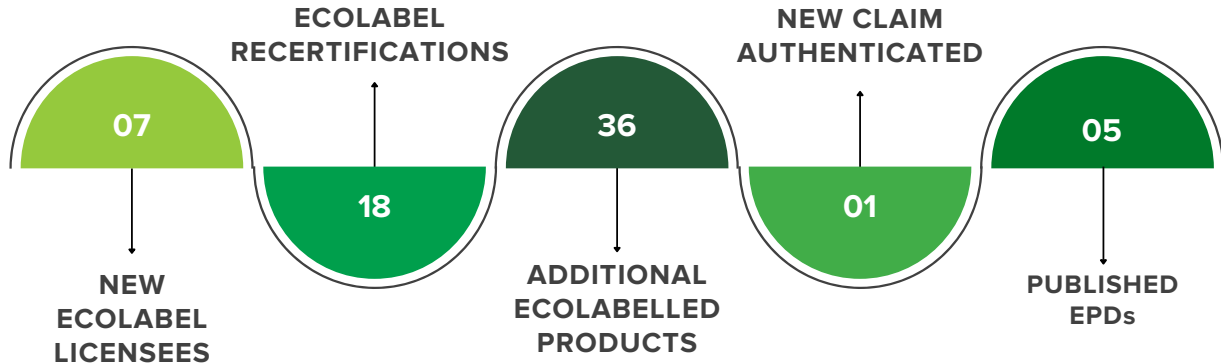 07
NEW
ECOLABEL
LICENSEES
ECOLABEL
RECERTIFICATIONS
18
36
ADDITIONAL
ECOLABELLED
PRODUCTS
NEW CLAIM
AUTHENTICATED
01
05
PUBLISHED
EPDs